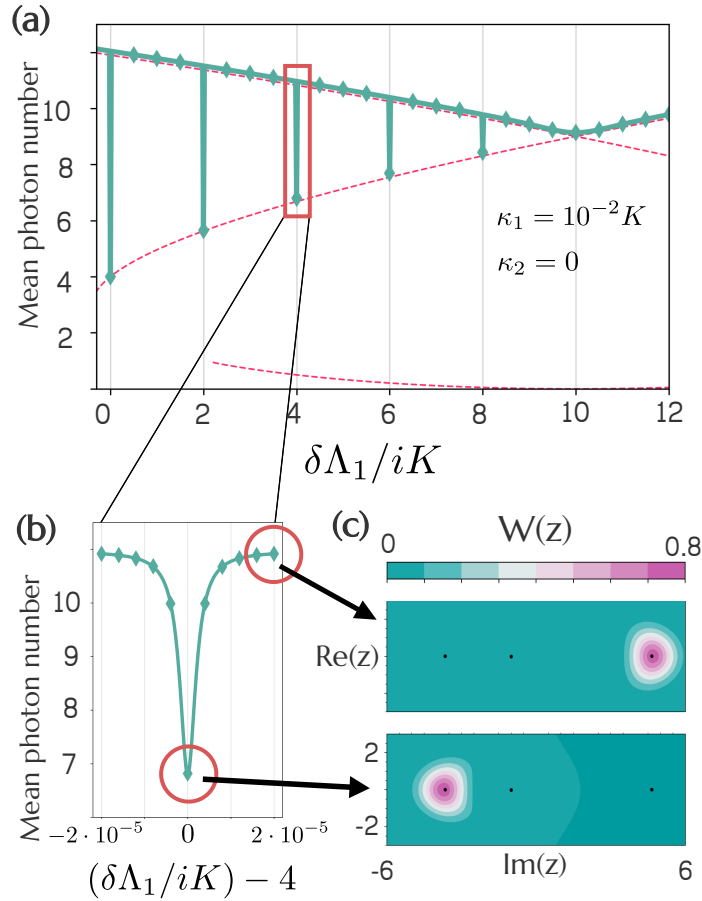 (a)
Mean photon number
10
8
6
4
2
κ₁ = 10⁻²K
κ₂ = 0
0 2 4 6 8 10 12
δΛ₁/iK
(b)
Mean photon number
10
9
8
7
−2 · 10⁻⁵ 0 2 · 10⁻⁵
(δΛ₁/iK) − 4
(c)
W(z)
0 0.8
Re(z)
2
0
-2
-6 Im(z) 6